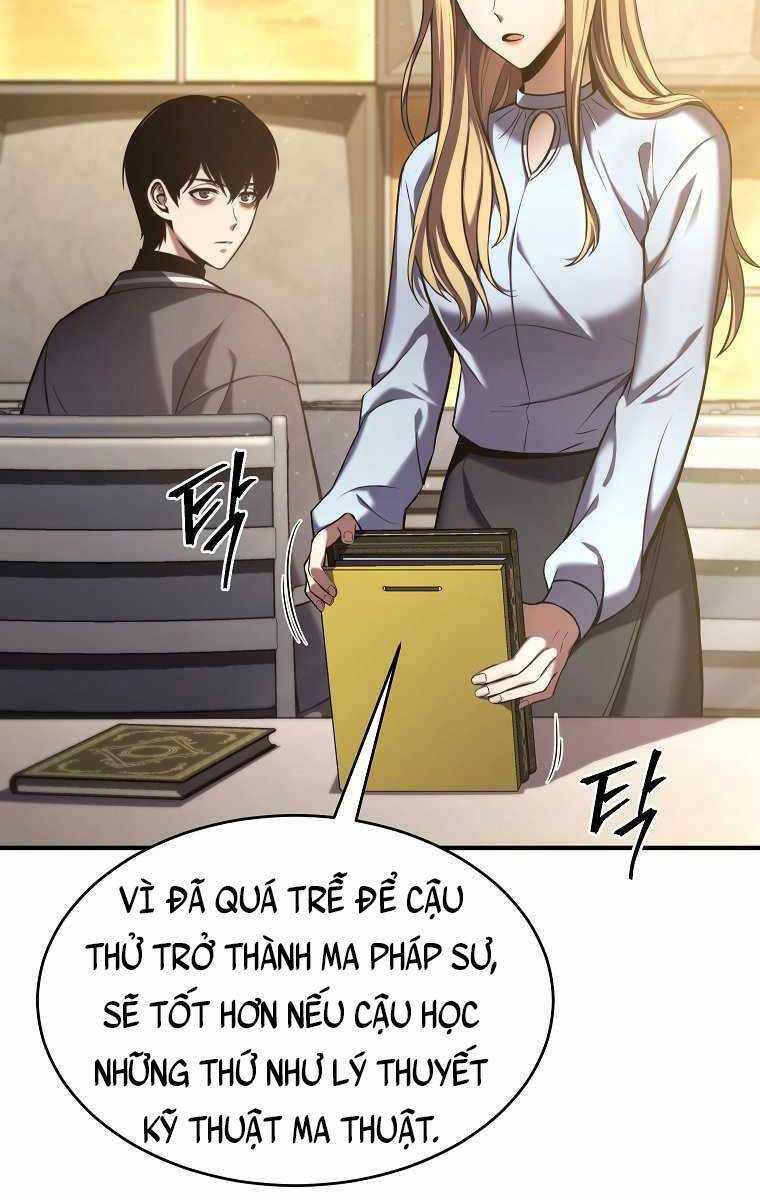 탁
탁
VÌ ĐÃ QUÁ TRỄ ĐỂ CẬU
THỬ TRỞ THÀNH MA PHÁP SƯ,
SẼ TỐT HƠN NẾU CẬU HỌC
NHỮNG THỨ NHƯ LÝ THUYẾT
KỸ THUẬT MA THUẬT.